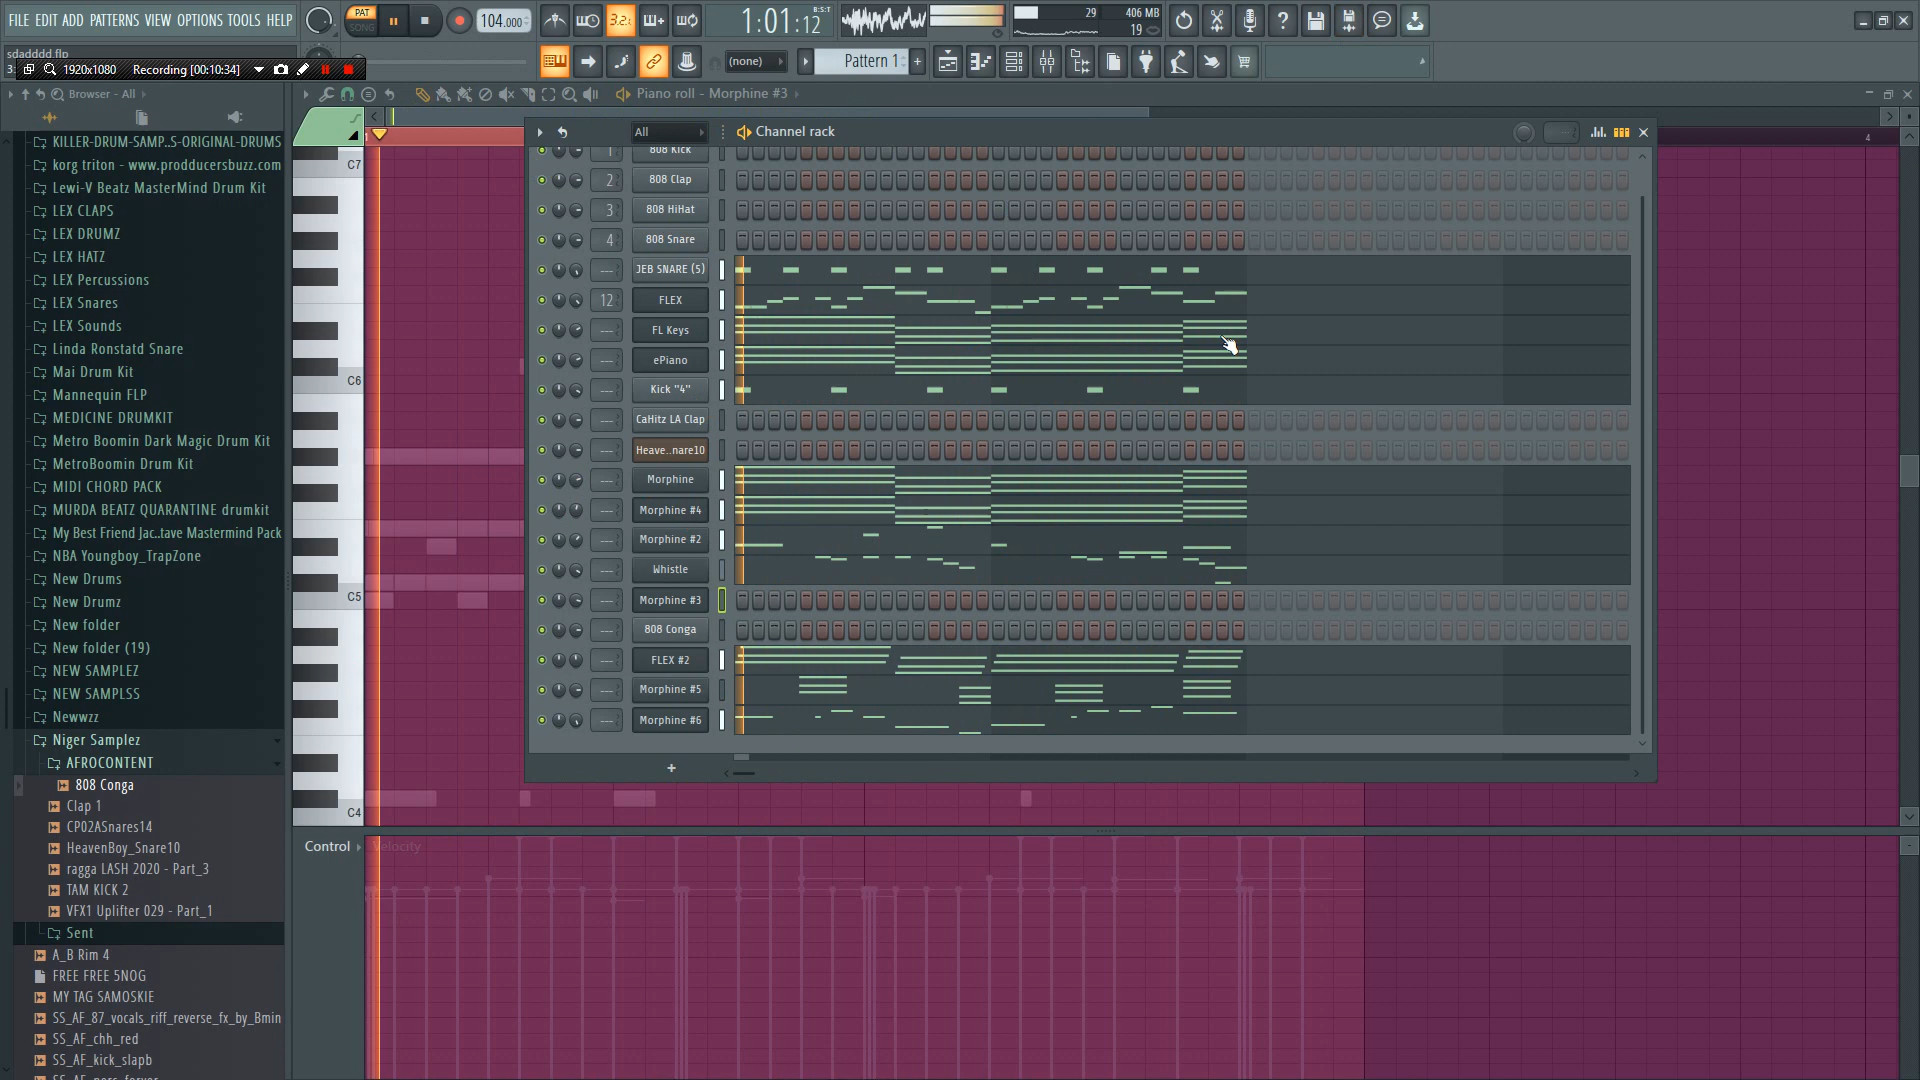 FILE EDIT ADD PATTERNS VIEW OPTIONS TOOLS HELP
PAT
SONG
104.000
3.2.
1:01:12
B:S:T
29
406 MB
19
sdadddd.flp
1920x1080
Recording [00:10:34]
(none)
Pattern 1
Browser - All
Piano roll - Morphine #3
KILLER-DRUM-SAMP..S-ORIGINAL-DRUMS
korg triton - www.prodducersbuzz.com
Lewi-V Beatz MasterMind Drum Kit
LEX CLAPS
LEX DRUMZ
LEX HATZ
LEX Percussions
LEX Snares
LEX Sounds
Linda Ronstatd Snare
Mai Drum Kit
Mannequin FLP
MEDICINE DRUMKIT
Metro Boomin Dark Magic Drum Kit
MetroBoomin Drum Kit
MIDI CHORD PACK
MURDA BEATZ QUARANTINE drumkit
My Best Friend Jac..tave Mastermind Pack
NBA Youngboy_TrapZone
New Drums
New Drumz
New folder
New folder (19)
NEW SAMPLEZ
NEW SAMPLSS
Newwzz
Niger Samplez
AFROCONTENT
808 Conga
Clap 1
CP02ASnares14
HeavenBoy_Snare10
ragga LASH 2020 - Part_3
TAM KICK 2
VFX1 Uplifter 029 - Part_1
Sent
A_B Rim 4
FREE FREE 5NOG
MY TAG SAMOSKIE
SS_AF_87_vocals_riff_reverse_fx_by_Bmin
SS_AF_chh_red
SS_AF_kick_slapb
C7
C6
C5
C4
4
All
Channel rack
1 808 Kick
2 808 Clap
3 808 HiHat
4 808 Snare
--- JEB SNARE (5)
12 FLEX
--- FL Keys
--- ePiano
--- Kick "4"
--- CaHitz LA Clap
--- Heave..nare10
--- Morphine
--- Morphine #4
--- Morphine #2
--- Whistle
--- Morphine #3
--- 808 Conga
--- FLEX #2
--- Morphine #5
--- Morphine #6
+
Control
Velocity